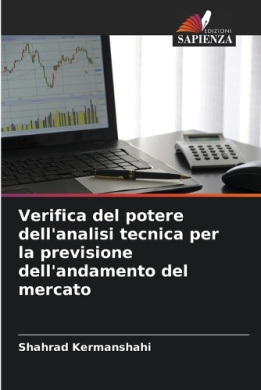 EDIZIONI
SAPIENZA
Verifica del potere
dell'analisi tecnica per
la previsione
dell'andamento del
mercato
Shahrad Kermanshahi